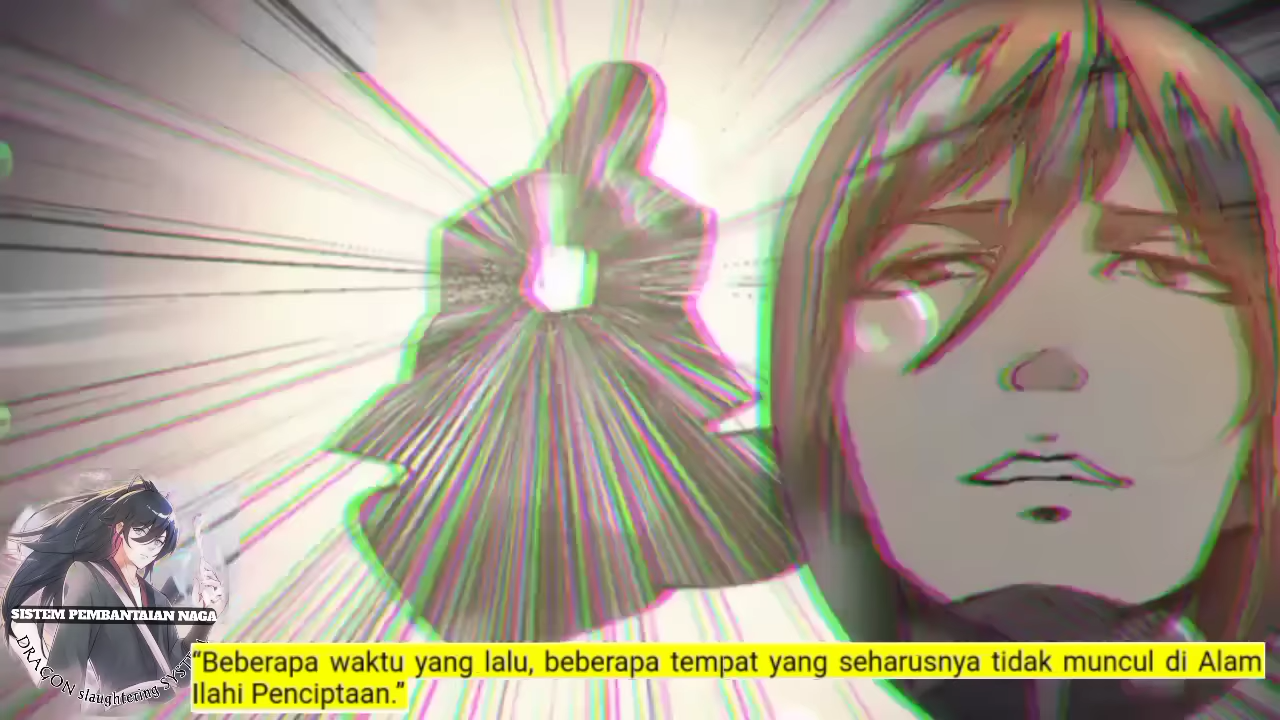 SISTEM PEMBANTAIAN NAGA
DRAGON slaughtering SYSTEM
“Beberapa waktu yang lalu, beberapa tempat yang seharusnya tidak muncul di Alam
Ilahi Penciptaan.”